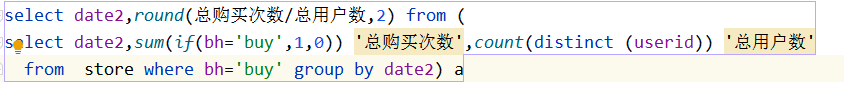 select date2,round(总购买次数/总用户数,2) from (
select date2,sum(if(bh='buy',1,0)) '总购买次数',count(distinct (userid)) '总用户数'
from  store where bh='buy' group by date2) a